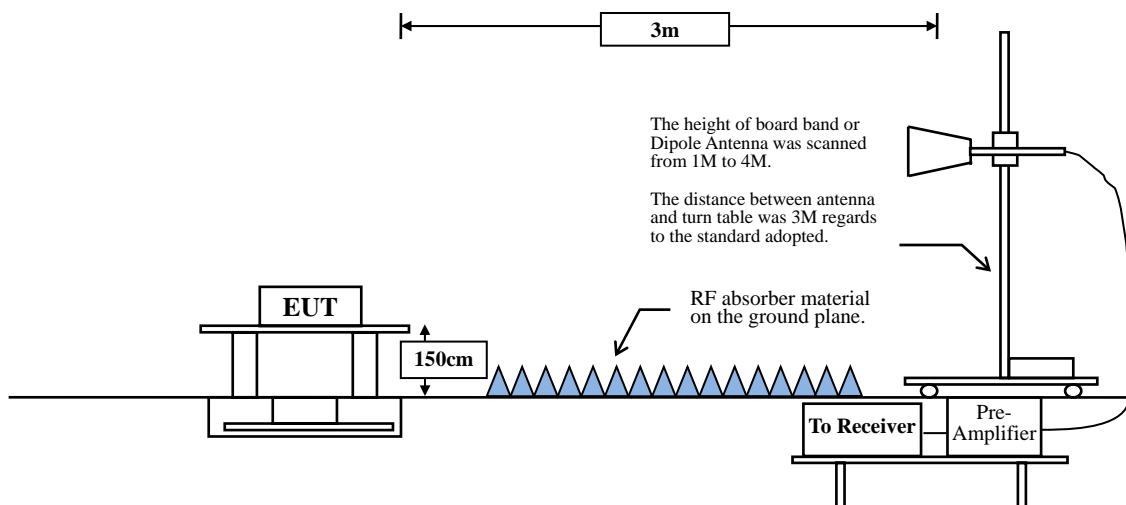 3m
The height of board band or
Dipole Antenna was scanned
from 1M to 4M.
The distance between antenna
and turn table was 3M regards
to the standard adopted.
EUT
RF absorber material
on the ground plane.
150cm
To Receiver
Pre-
Amplifier